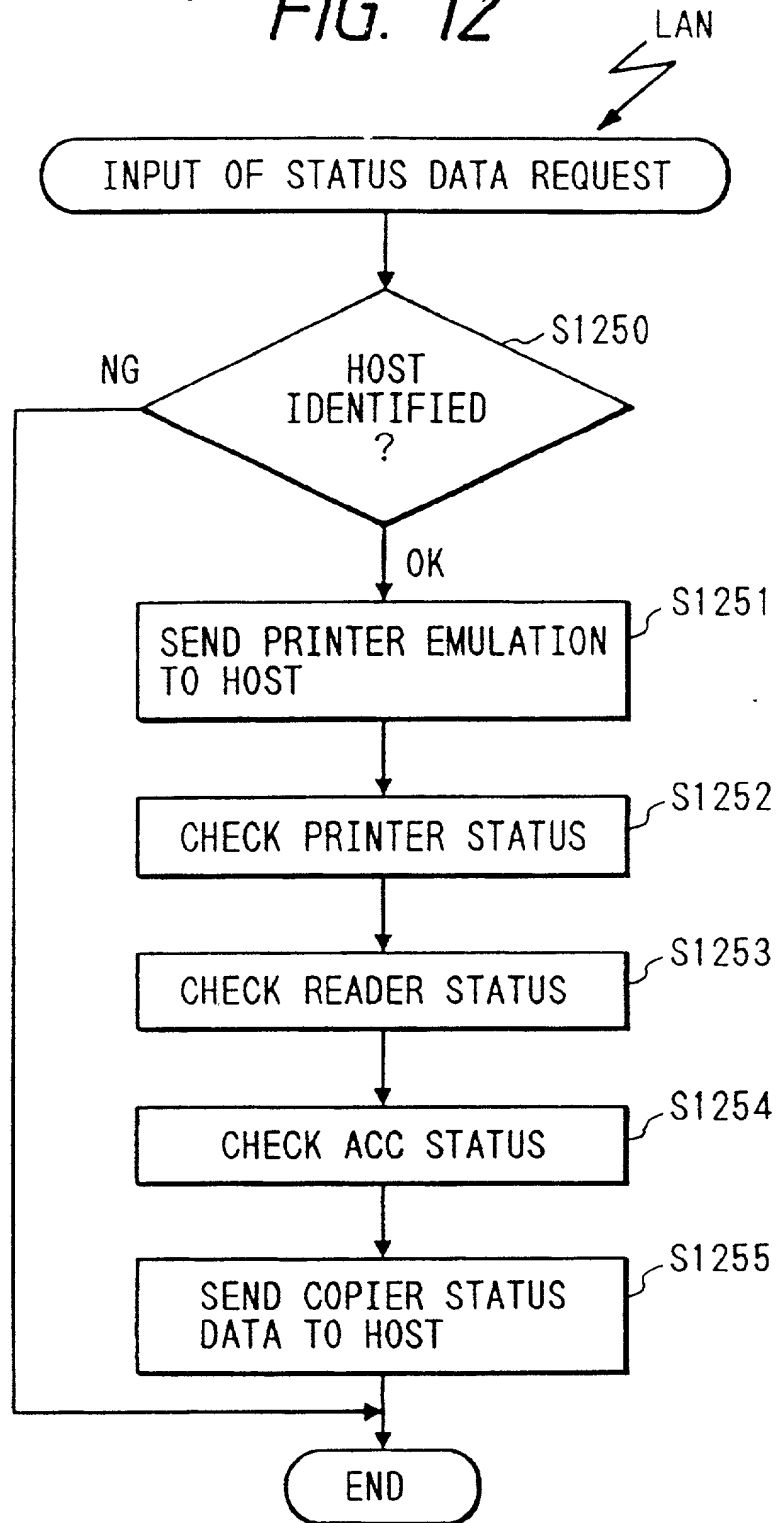 FIG. 12
LAN
INPUT OF STATUS DATA REQUEST
S1250
NG
HOST
IDENTIFIED
?
OK
S1251
SEND PRINTER EMULATION
TO HOST
S1252
CHECK PRINTER STATUS
S1253
CHECK READER STATUS
S1254
CHECK ACC STATUS
S1255
SEND COPIER STATUS
DATA TO HOST
END